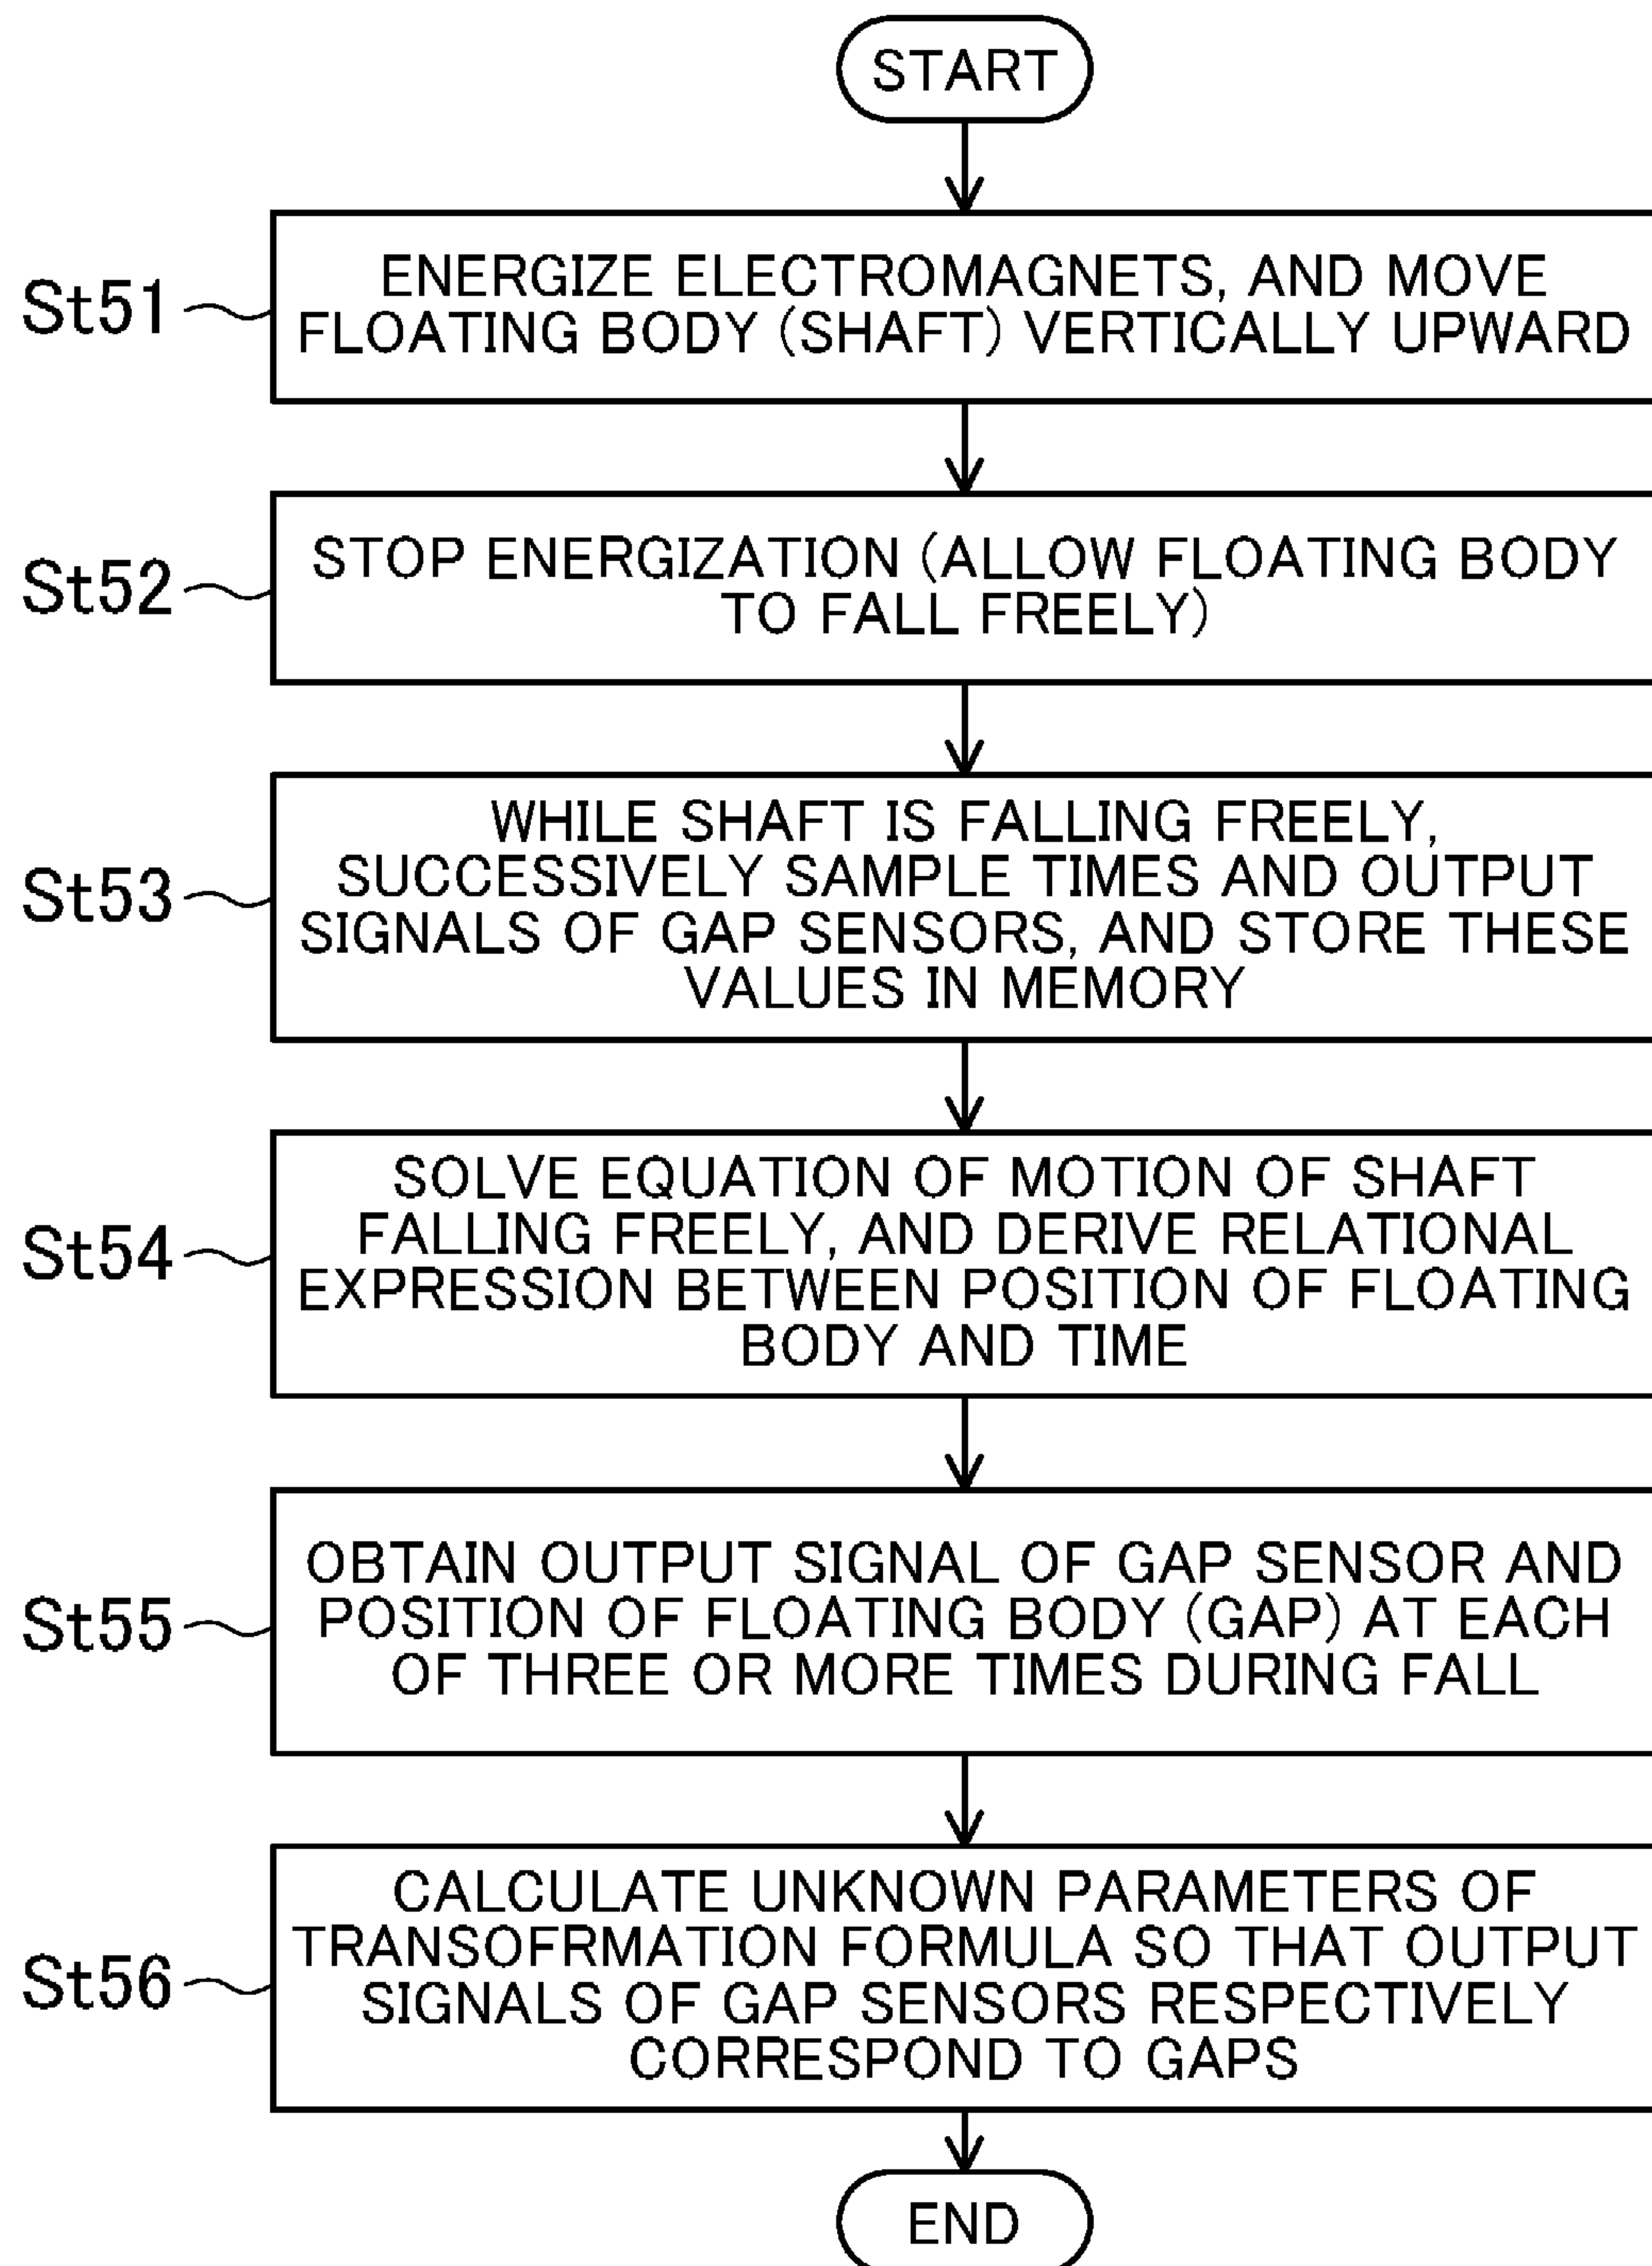 START
St51
ENERGIZE ELECTROMAGNETS, AND MOVE
FLOATING BODY (SHAFT) VERTICALLY UPWARD
St52
STOP ENERGIZATION (ALLOW FLOATING BODY
TO FALL FREELY)
St53
WHILE SHAFT IS FALLING FREELY,
SUCCESSIVELY SAMPLE TIMES AND OUTPUT
SIGNALS OF GAP SENSORS, AND STORE THESE
VALUES IN MEMORY
St54
SOLVE EQUATION OF MOTION OF SHAFT
FALLING FREELY, AND DERIVE RELATIONAL
EXPRESSION BETWEEN POSITION OF FLOATING
BODY AND TIME
St55
OBTAIN OUTPUT SIGNAL OF GAP SENSOR AND
POSITION OF FLOATING BODY (GAP) AT EACH
OF THREE OR MORE TIMES DURING FALL
St56
CALCULATE UNKNOWN PARAMETERS OF
TRANSOFRMATION FORMULA SO THAT OUTPUT
SIGNALS OF GAP SENSORS RESPECTIVELY
CORRESPOND TO GAPS
END